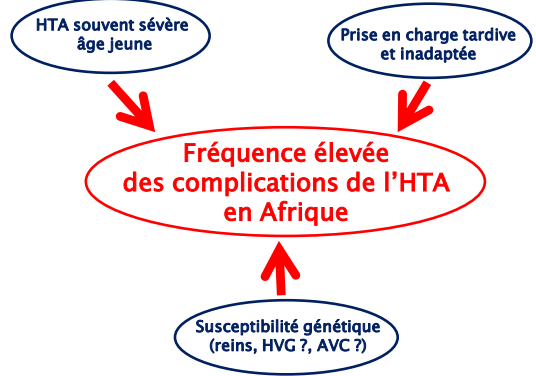 HTA souvent sévère
âge jeune
Prise en charge tardive
et inadaptée
Fréquence élevée
des complications de l'HTA
en Afrique
Susceptibilité génétique
(reins, HVG ?, AVC ?)